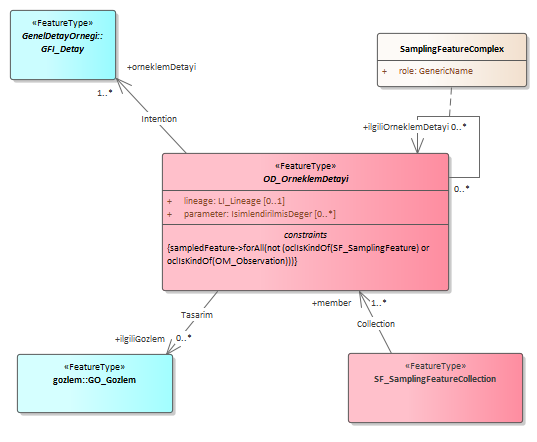 «FeatureType»
GenelDetayOrnegi::
GFI_Detay
SamplingFeatureComplex
+ role: GenericName
+orneklemDetayi
1..*
Intention
+ilgiliOrneklemDetayi 0..*
0..*
«FeatureType»
OD_OrneklemDetayi
+ lineage: LI_Lineage [0..1]
+ parameter: IsimlendirilmisDeger [0..*]
constraints
{sampledFeature->forAll(not (oclIsKindOf(SF_SamplingFeature) or
oclIsKindOf(OM_Observation)))}
Tasarim
+ilgiliGozlem 0..*
+member 1..*
Collection
«FeatureType»
gozlem::GO_Gozlem
«FeatureType»
SF_SamplingFeatureCollection